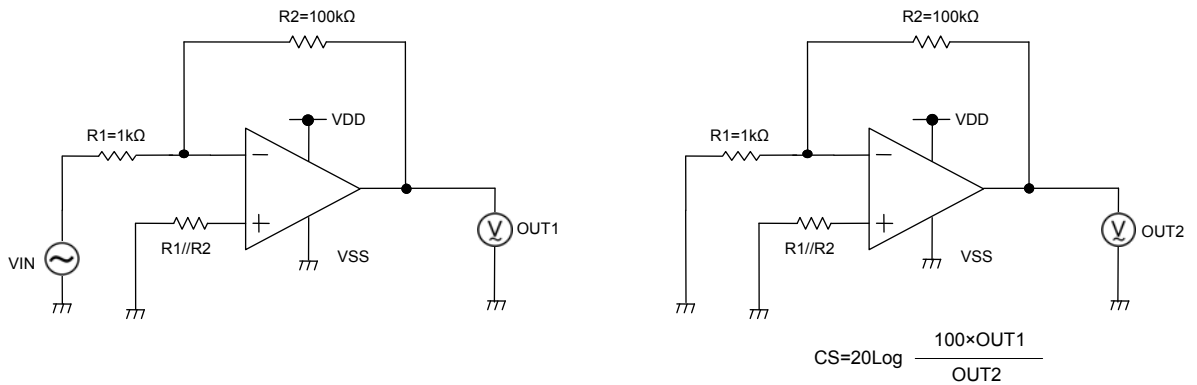 R2=100kΩ
VDD
R1=1kΩ
R1//R2
VIN
VSS
V
OUT1
R2=100kΩ
VDD
R1=1kΩ
R1//R2
VSS
V
OUT2
CS=20Log 100×OUT1
OUT2